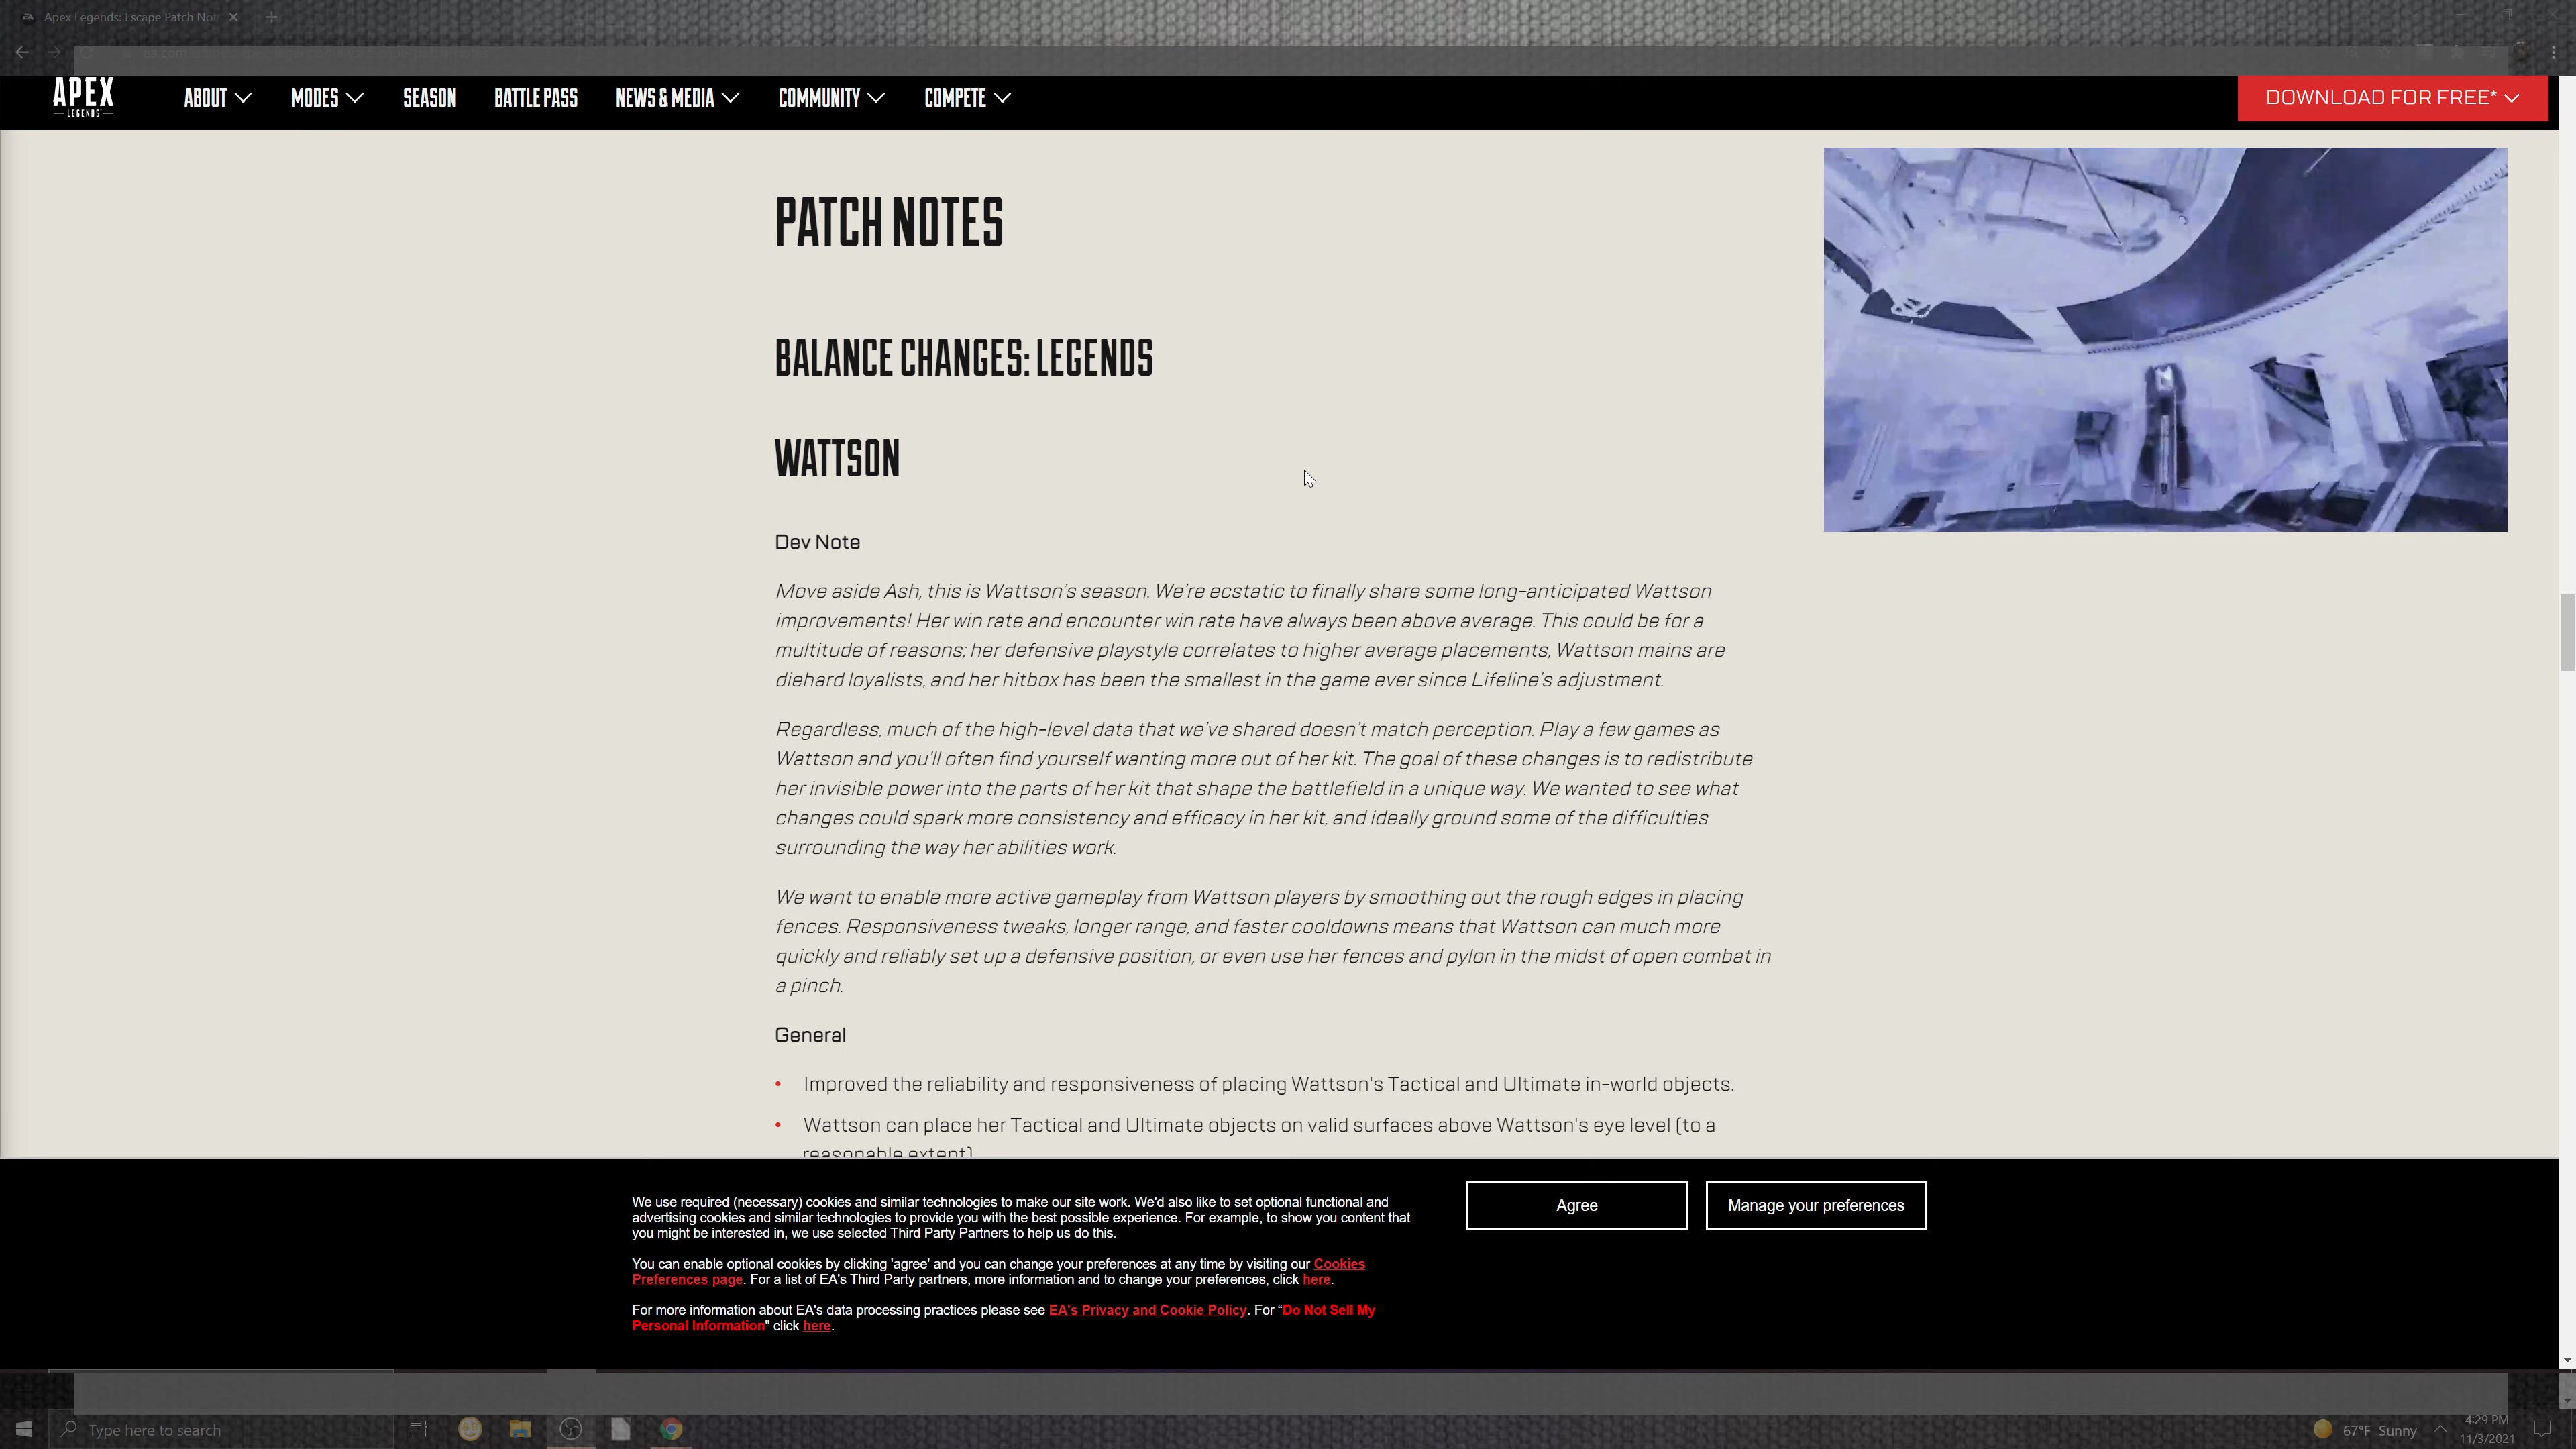 Apex Legends: Escape Patch Not
APEX
LEGENDS
ABOUT
MODES
SEASON
BATTLE PASS
NEWS & MEDIA
COMMUNITY
COMPETE
DOWNLOAD FOR FREE*
PATCH NOTES
BALANCE CHANGES: LEGENDS
WATTSON
Dev Note
Move aside Ash, this is Wattson's season. We're ecstatic to finally share some long-anticipated Wattson
improvements! Her win rate and encounter win rate have always been above average. This could be for a
multitude of reasons; her defensive playstyle correlates to higher average placements, Wattson mains are
diehard loyalists, and her hitbox has been the smallest in the game ever since Lifeline's adjustment.
Regardless, much of the high-level data that we've shared doesn't match perception. Play a few games as
Wattson and you'll often find yourself wanting more out of her kit. The goal of these changes is to redistribute
her invisible power into the parts of her kit that shape the battlefield in a unique way. We wanted to see what
changes could spark more consistency and efficacy in her kit, and ideally ground some of the difficulties
surrounding the way her abilities work.
We want to enable more active gameplay from Wattson players by smoothing out the rough edges in placing
fences. Responsiveness tweaks, longer range, and faster cooldowns means that Wattson can much more
quickly and reliably set up a defensive position, or even use her fences and pylon in the midst of open combat in
a pinch.
General
• Improved the reliability and responsiveness of placing Wattson's Tactical and Ultimate in-world objects.
• Wattson can place her Tactical and Ultimate objects on valid surfaces above Wattson's eye level (to a
reasonable extent)
We use required (necessary) cookies and similar technologies to make our site work. We'd also like to set optional functional and
advertising cookies and similar technologies to provide you with the best possible experience. For example, to show you content that
you might be interested in, we use selected Third Party Partners to help us do this.
You can enable optional cookies by clicking 'agree' and you can change your preferences at any time by visiting our Cookies
Preferences page. For a list of EA's Third Party partners, more information and to change your preferences, click here.
For more information about EA's data processing practices please see EA's Privacy and Cookie Policy. For “Do Not Sell My
Personal Information" click here.
Agree
Manage your preferences
Type here to search
67°F Sunny
4:29 PM
11/3/2021